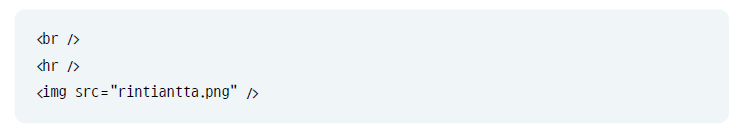 <br />
<hr />
<img src="rintiantta.png" />